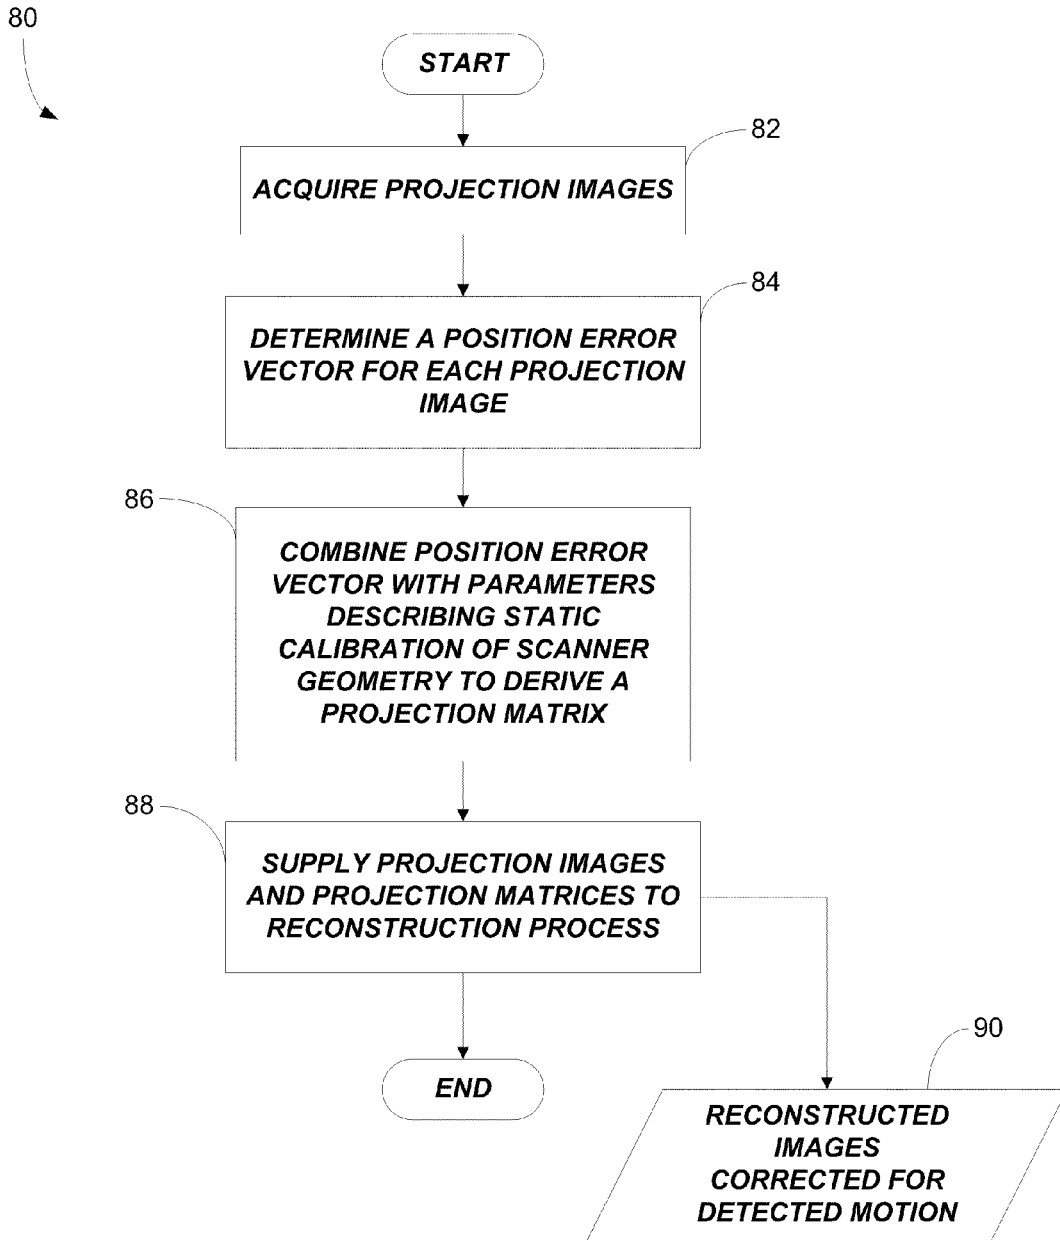 80
START
82
ACQUIRE PROJECTION IMAGES
84
DETERMINE A POSITION ERROR
VECTOR FOR EACH PROJECTION
IMAGE
86
COMBINE POSITION ERROR
VECTOR WITH PARAMETERS
DESCRIBING STATIC
CALIBRATION OF SCANNER
GEOMETRY TO DERIVE A
PROJECTION MATRIX
88
SUPPLY PROJECTION IMAGES
AND PROJECTION MATRICES TO
RECONSTRUCTION PROCESS
END
90
RECONSTRUCTED
IMAGES
CORRECTED FOR
DETECTED MOTION